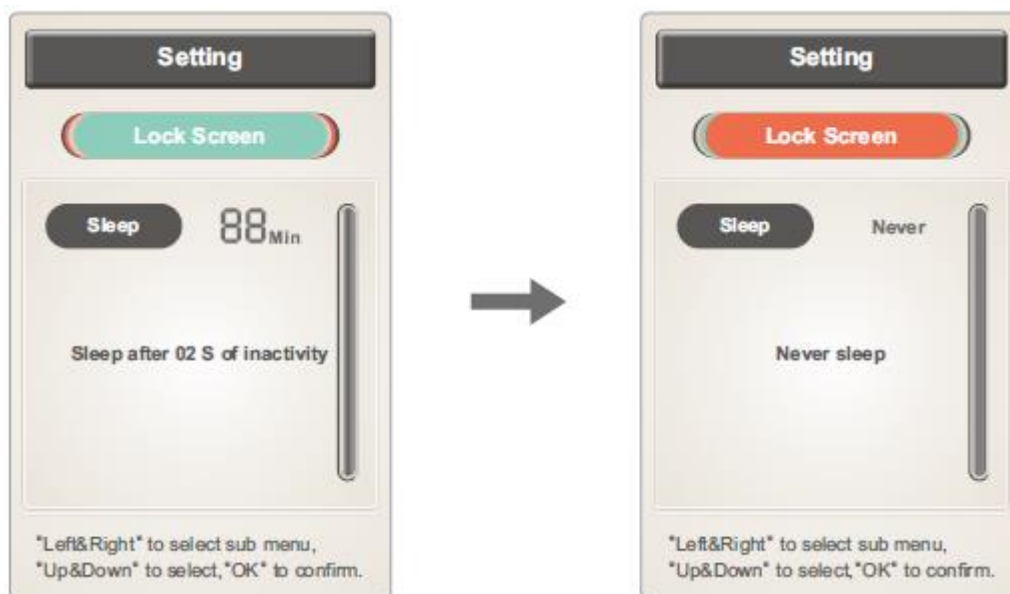 Setting
Lock Screen
Sleep
88 Min
Sleep after 02 S of inactivity
"Left&Right" to select sub menu,
"Up&Down" to select,"OK" to confirm.
Setting
Lock Screen
Sleep
Never
Never sleep
"Left&Right" to select sub menu,
"Up&Down" to select,"OK" to confirm.